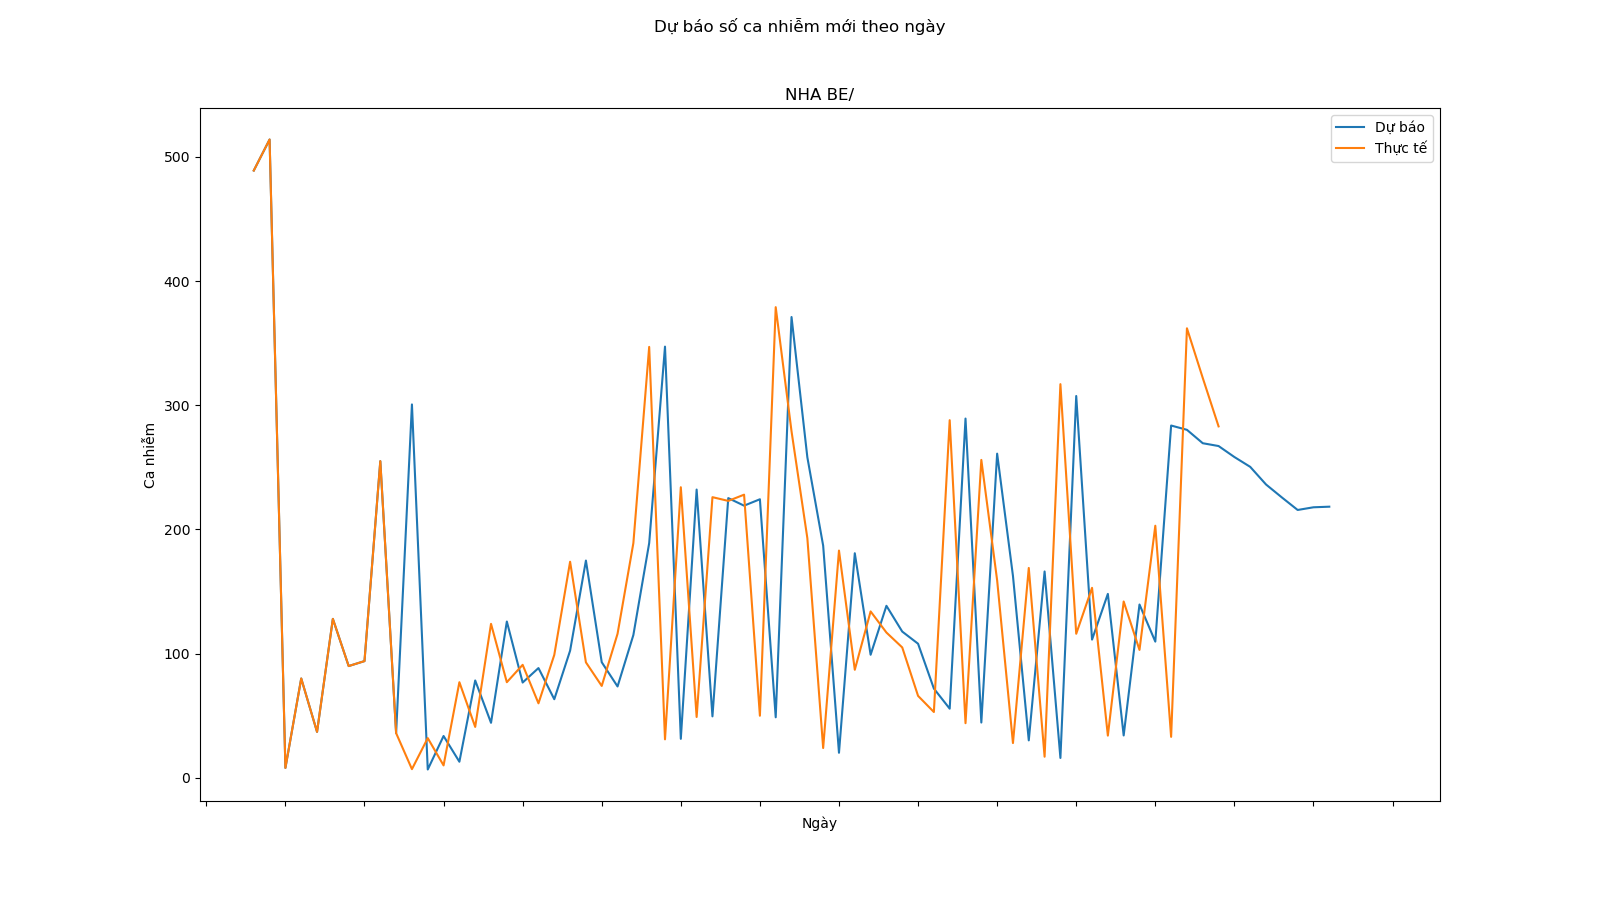 Dự báo số ca nhiễm mới theo ngày
NHA BE/
Dự báo
Thực tế
500
400
300
200
100
0
Ca nhiễm
Ngày